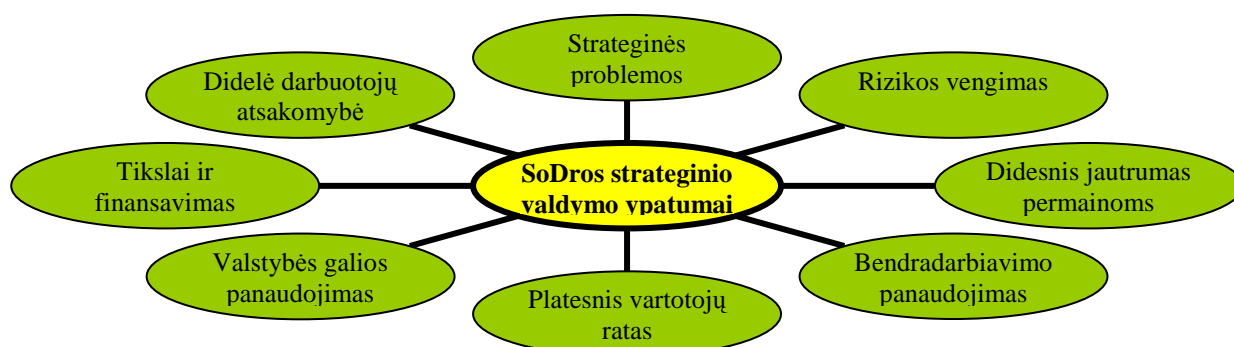 Strateginės
problemos
Didelė darbuotojų
atsakomybė
Rizikos vengimas
Tikslai ir
finansavimas
SoDros strateginio
valdymo ypatumai
Didesnis jautrumas
permainoms
Valstybės galios
panaudojimas
Platesnis vartotojų
ratas
Bendradarbiavimo
panaudojimas